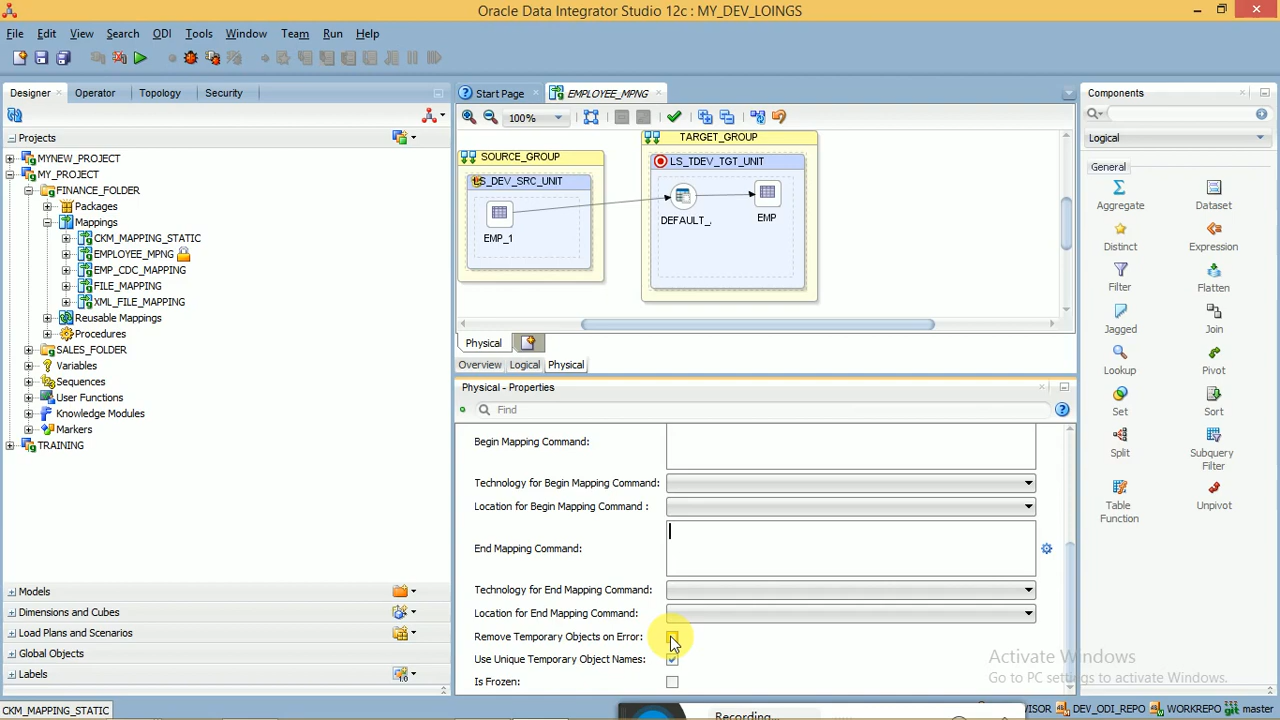 Oracle Data Integrator Studio 12c : MY_DEV_LOINGS
File Edit View Search ODI Tools Window Team Run Help
Designer Operator Topology Security
Projects
MYNEW_PROJECT
MY_PROJECT
FINANCE_FOLDER
Packages
Mappings
CKM_MAPPING_STATIC
EMPLOYEE_MPNG
EMP_CDC_MAPPING
FILE_MAPPING
XML_FILE_MAPPING
Reusable Mappings
Procedures
SALES_FOLDER
Variables
Sequences
User Functions
Knowledge Modules
Markers
TRAINING
Models
Dimensions and Cubes
Load Plans and Scenarios
Global Objects
Labels
CKM_MAPPING_STATIC
Start Page EMPLOYEE_MPNG
100%
SOURCE_GROUP
S_DEV_SRC_UNIT
EMP_1
TARGET_GROUP
LS_TDEV_TGT_UNIT
DEFAULT_.
EMP
Physical
Overview Logical Physical
Physical - Properties
Find
Begin Mapping Command:
Technology for Begin Mapping Command:
Location for Begin Mapping Command :
End Mapping Command:
Technology for End Mapping Command:
Location for End Mapping Command:
Remove Temporary Objects on Error:
Use Unique Temporary Object Names:
Is Frozen:
Components
Logical
General
Aggregate Dataset
Distinct Expression
Filter Flatten
Jagged Join
Lookup Pivot
Set Sort
Split Subquery
Filter
Table
Function
Unpivot
Activate Windows
Go to PC settings to activate Windows.
Recording...
VISOR DEV_ODI_REPO WORKREPO git master